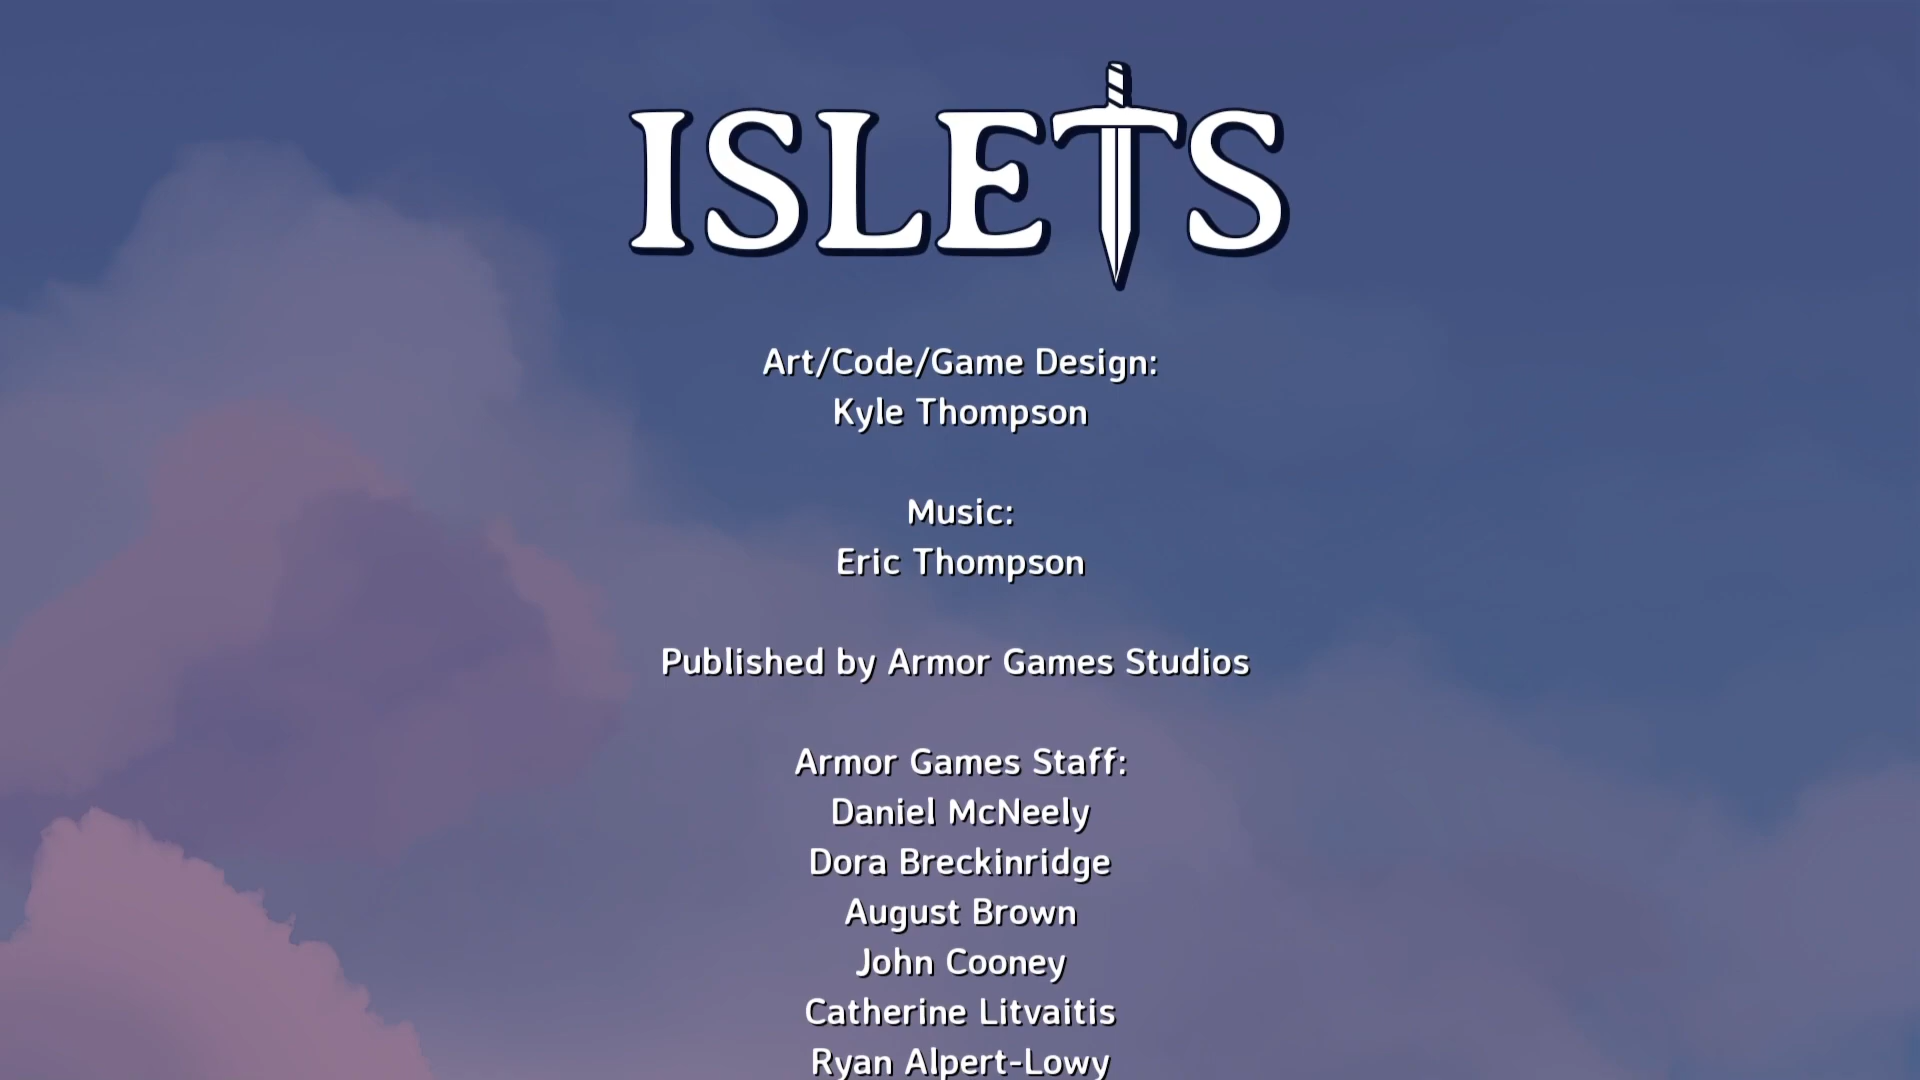 ISLETS
Art/Code/Game Design:
Kyle Thompson
Music:
Eric Thompson
Published by Armor Games Studios
Armor Games Staff:
Daniel McNeely
Dora Breckinridge
August Brown
John Cooney
Catherine Litvaitis
Ryan Alpert-Lowy